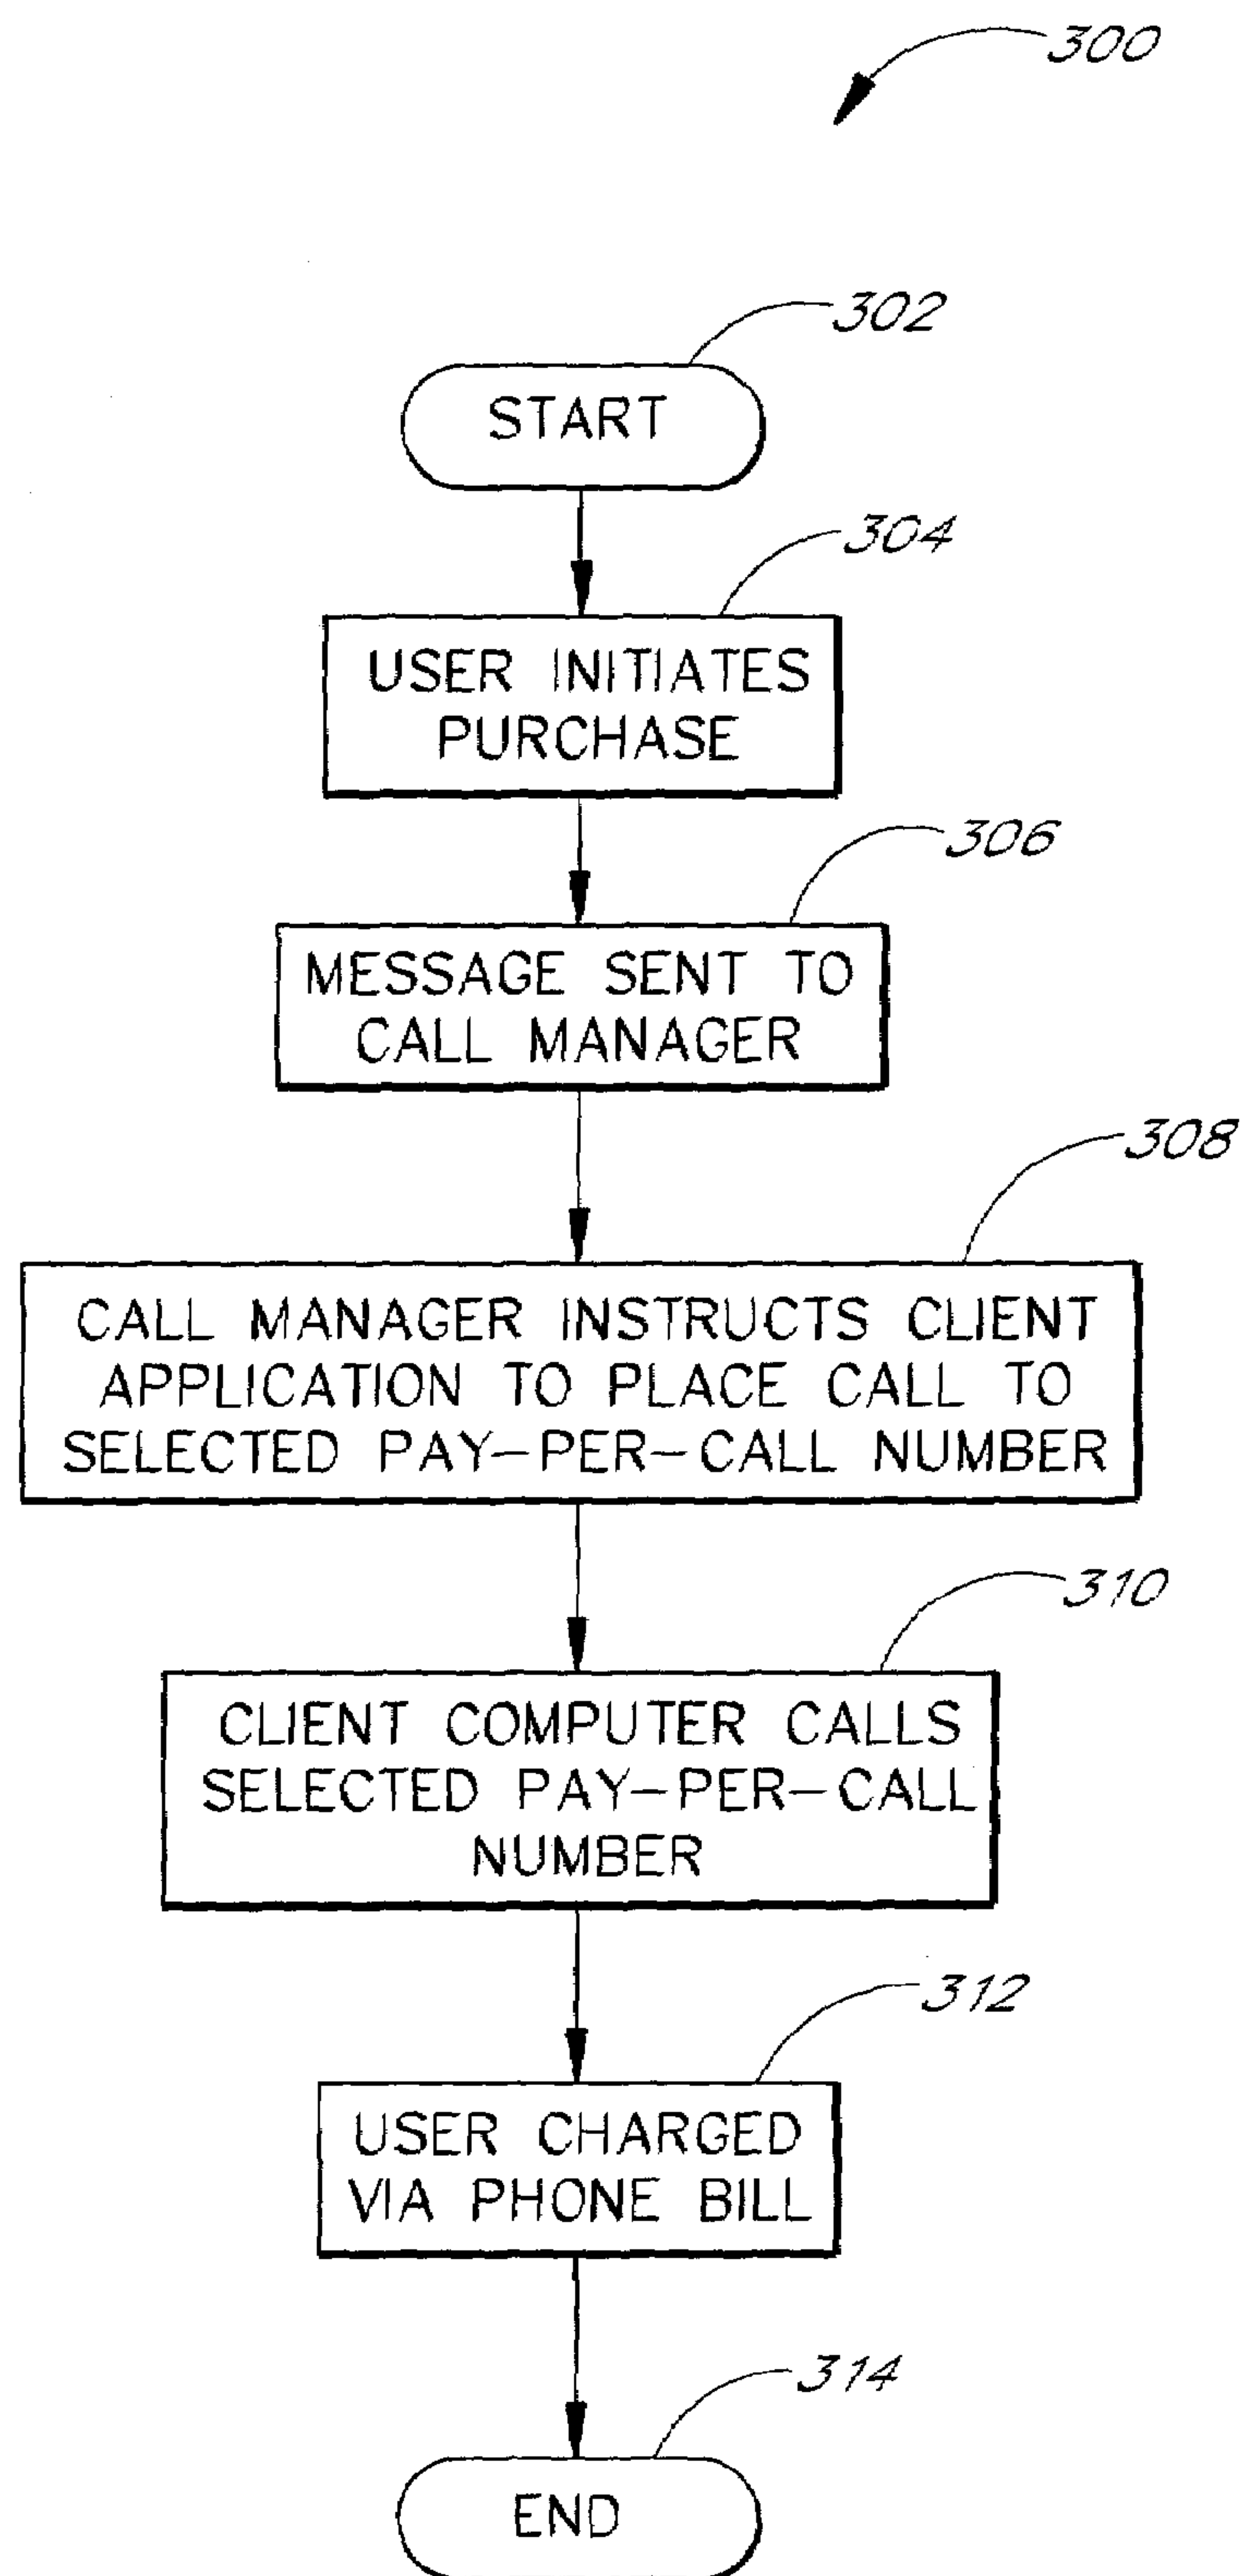 300
302
START
304
USER INITIATES
PURCHASE
306
MESSAGE SENT TO
CALL MANAGER
308
CALL MANAGER INSTRUCTS CLIENT
APPLICATION TO PLACE CALL TO
SELECTED PAY-PER-CALL NUMBER
310
CLIENT COMPUTER CALLS
SELECTED PAY-PER-CALL
NUMBER
312
USER CHARGED
VIA PHONE BILL
314
END